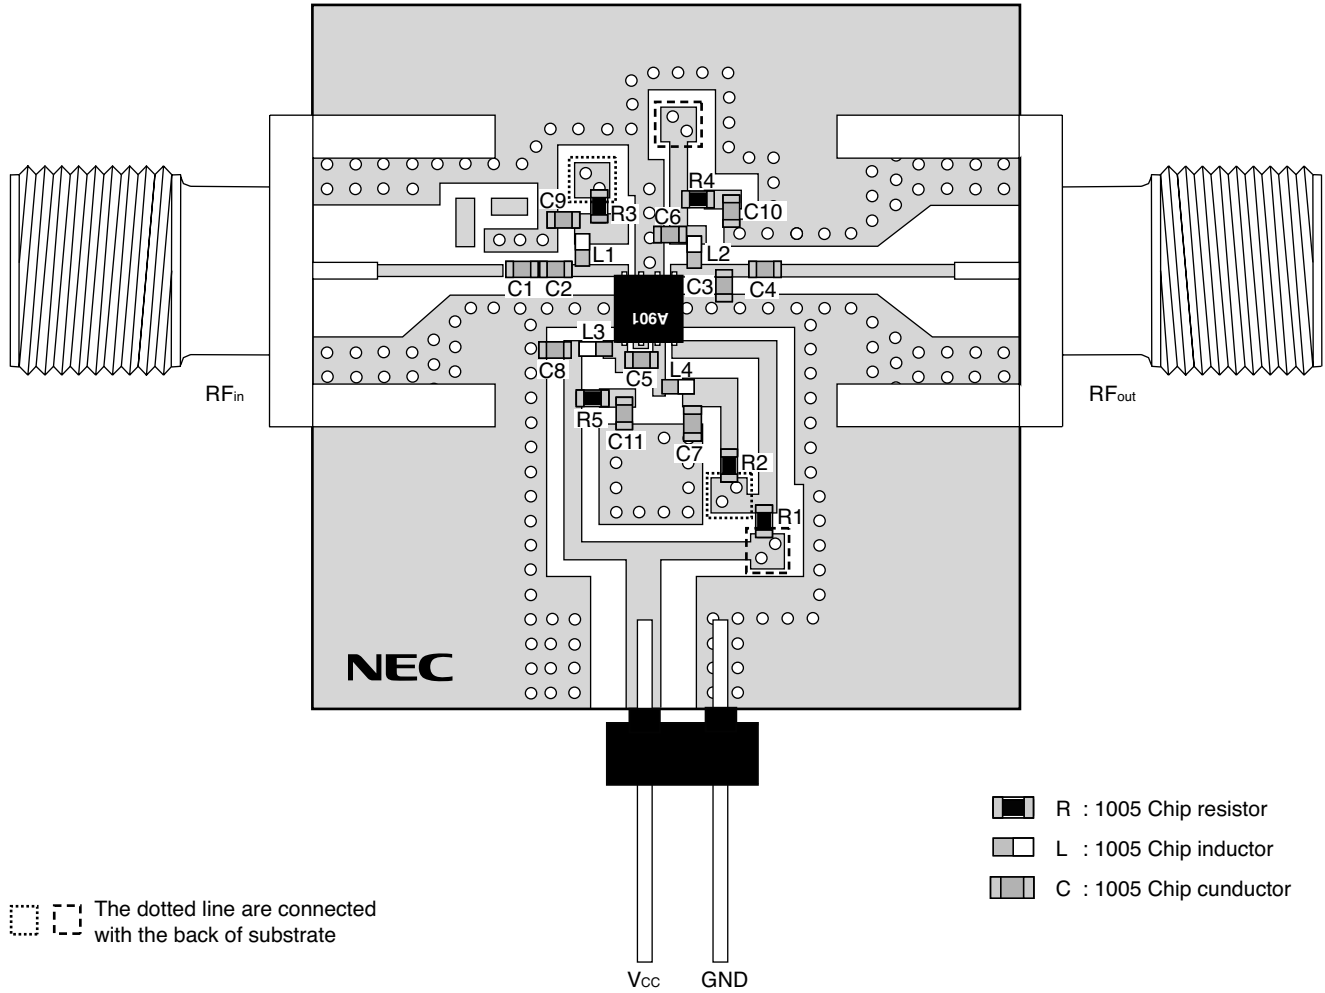 R4
C9
R3
C6
C10
L1
L2
C1
C2
C3
C4
A901
L3
C8
C5
L4
RFin
RFout
R5
C11
C7
R2
R1
NEC
R : 1005 Chip resistor
L : 1005 Chip inductor
C : 1005 Chip cunductor
The dotted line are connected
with the back of substrate
VCC
GND